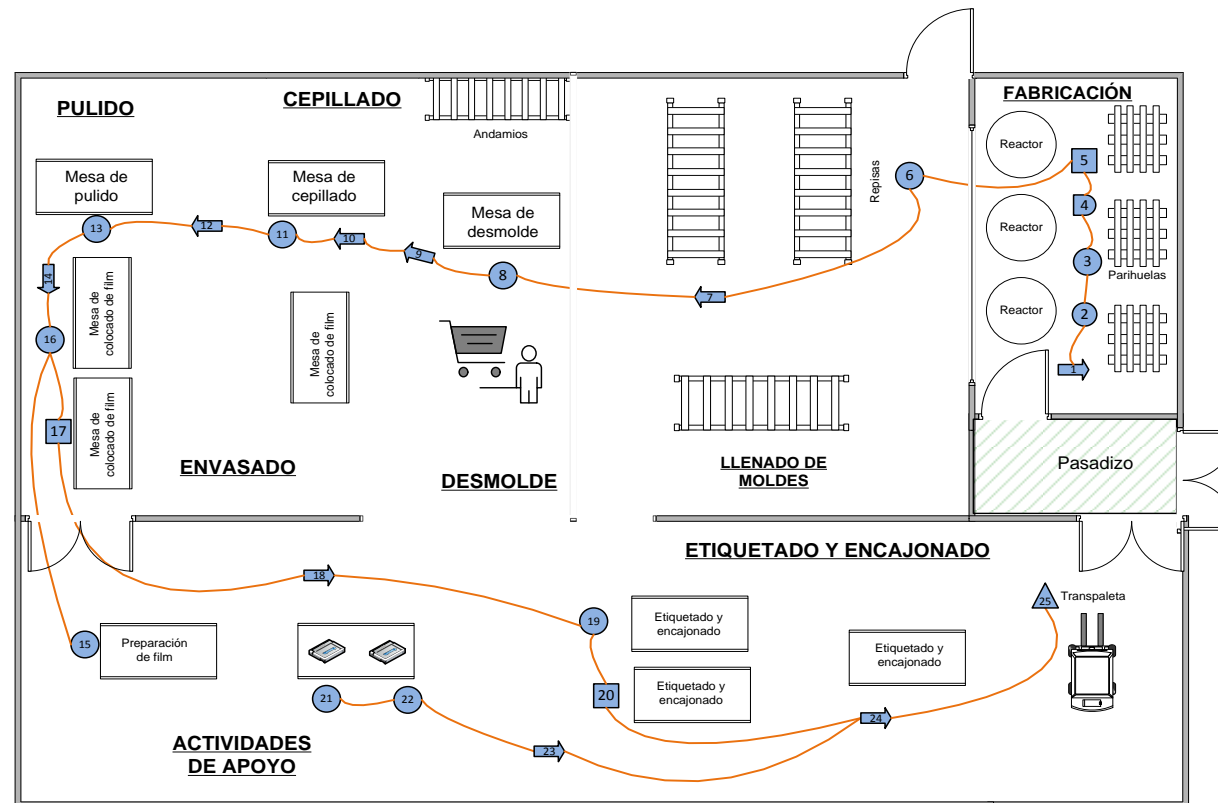 PULIDO
CEPILLADO
Andamios
FABRICACIÓN
Mesa de
pulido
Mesa de
cepillado
Mesa de
desmolde
Repisas
Reactor
Reactor
Reactor
Parihuelas
1
2
3
4
5
6
7
8
9
10
11
12
13
14
Mesa de
colocado de film
Mesa de
colocado de film
Mesa de
colocado de film
16
17
ENVASADO
DESMOLDE
LLENADO DE
MOLDES
Pasadizo
ETIQUETADO Y ENCAJONADO
18
15
Preparación
de film
19
Etiquetado y
encajonado
20
Etiquetado y
encajonado
Etiquetado y
encajonado
25
Transpaleta
21
22
23
24
ACTIVIDADES
DE APOYO